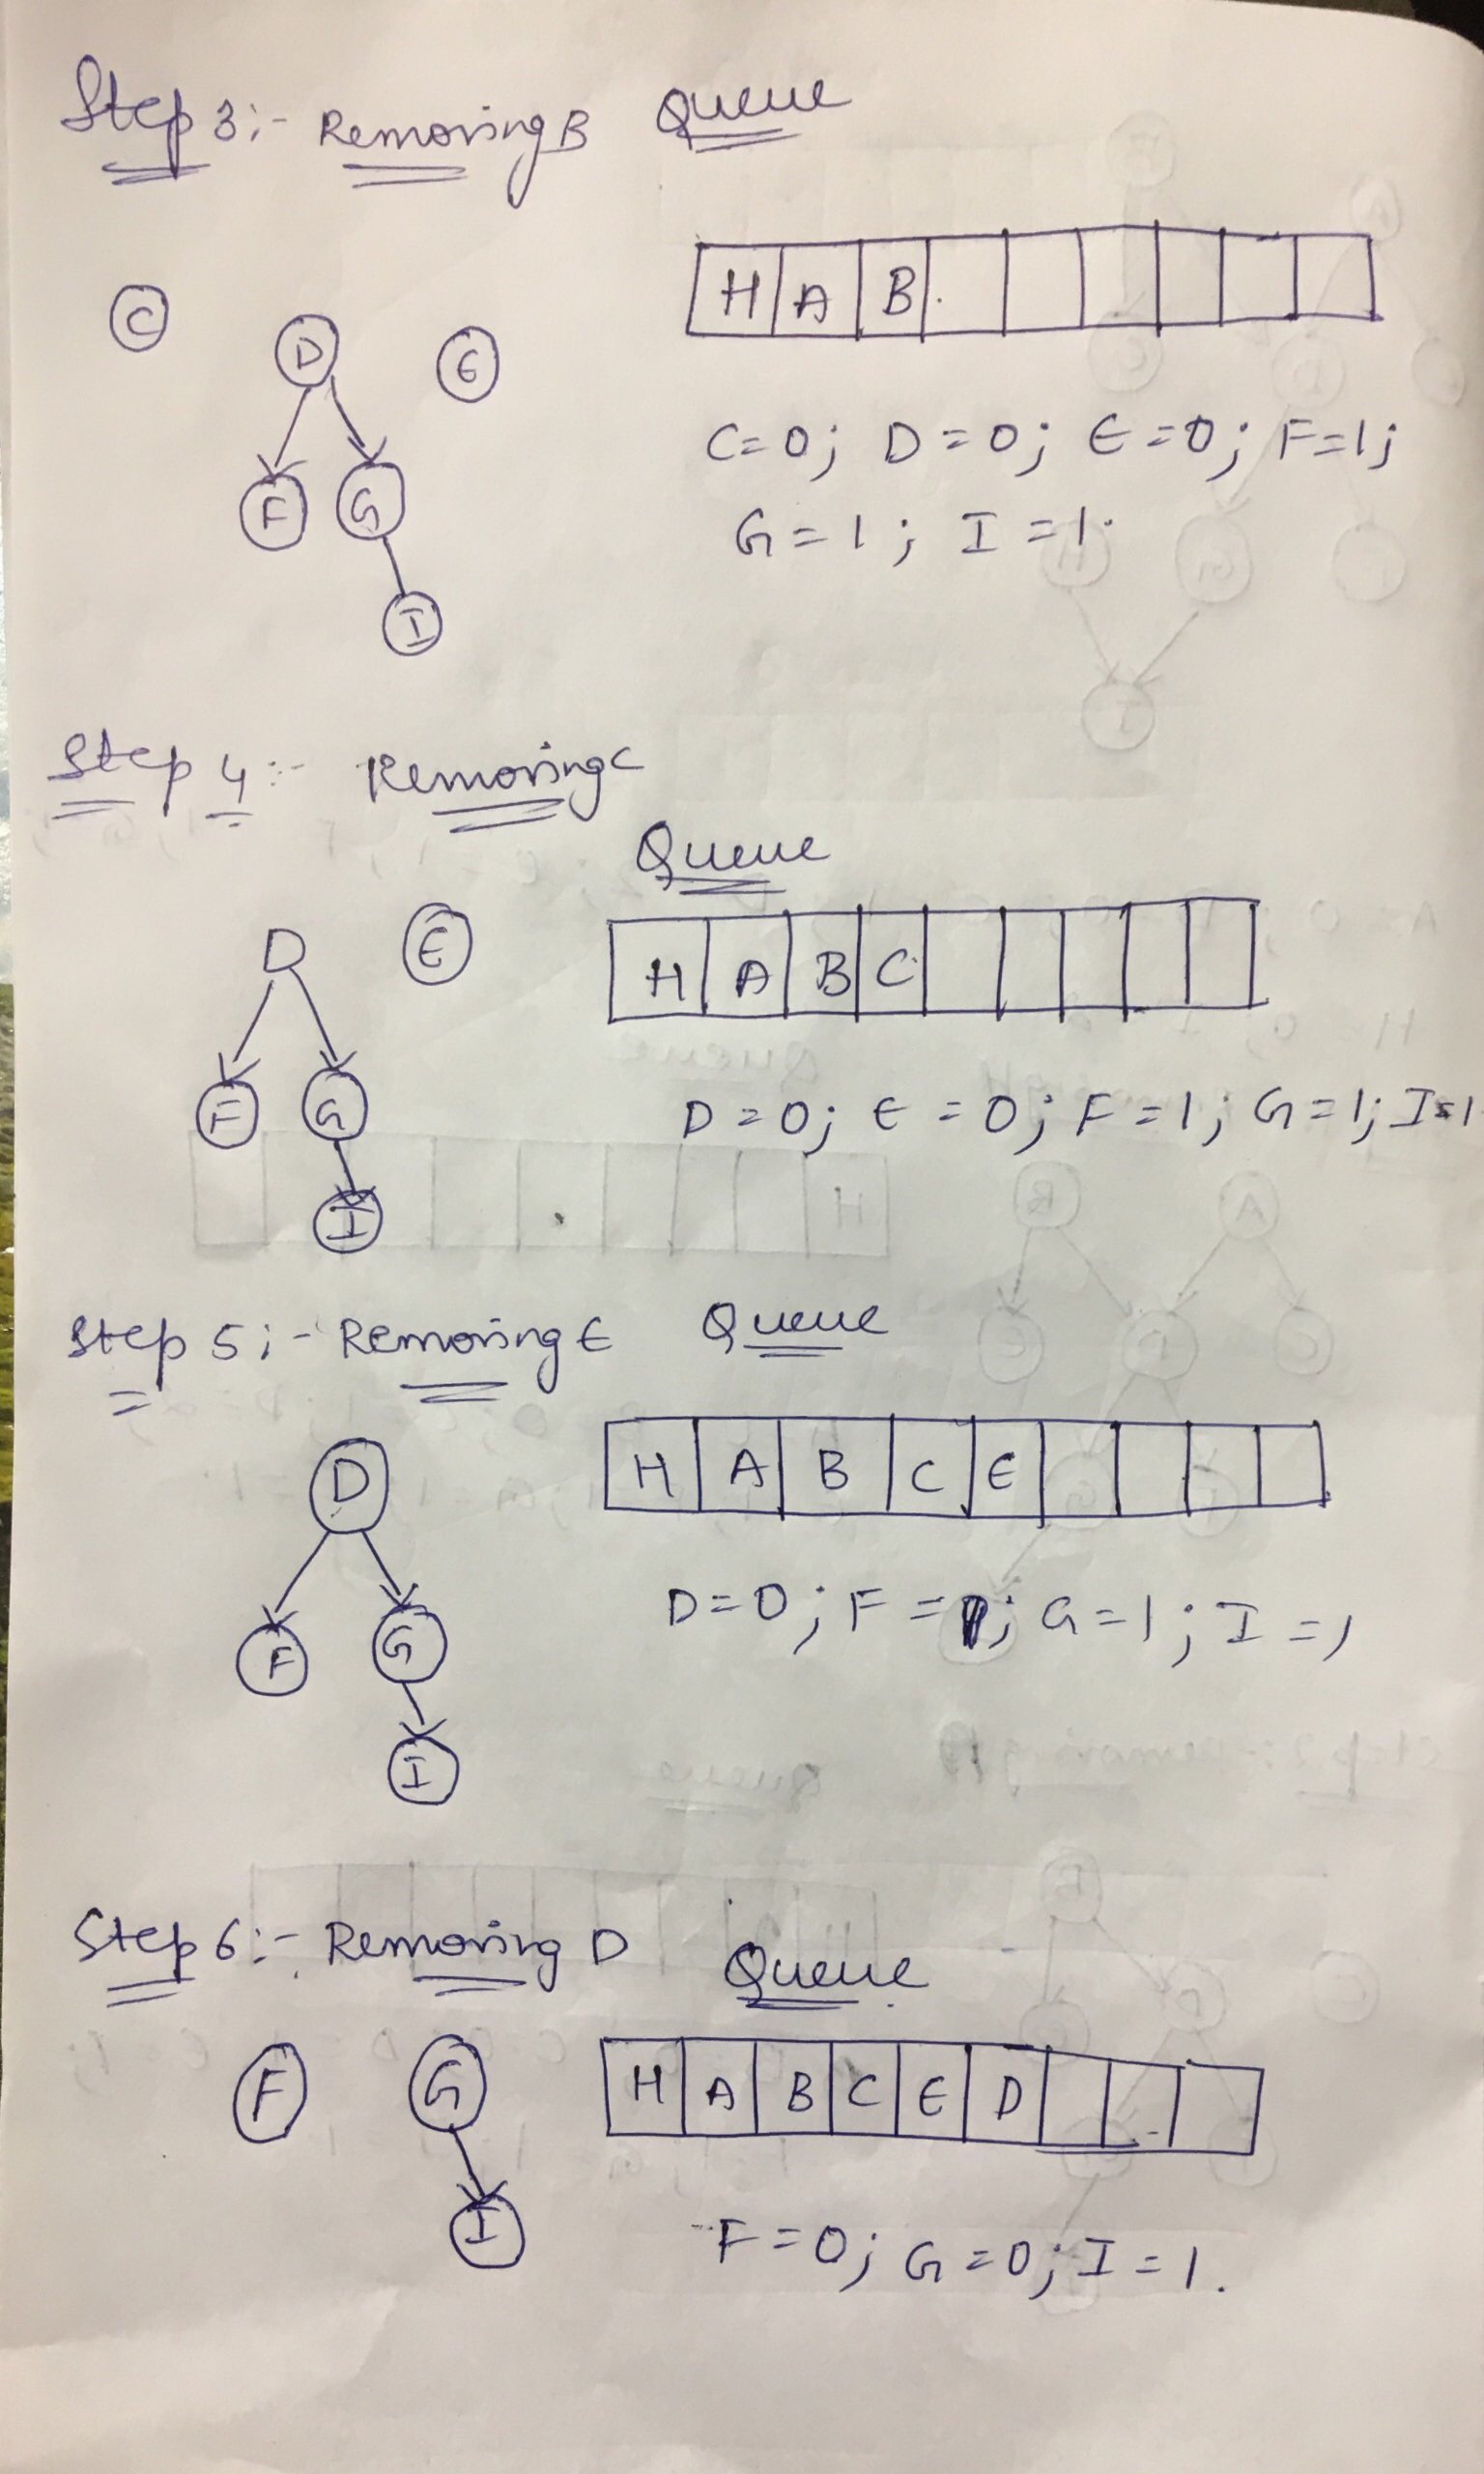 Step 3:- Removing B Queue
H A B
C
D
E
F G
I
C=0; D=0; E=0; F=1;
G=1; I=1.
Step 4:- Removing C
Queue
H A B C
D E
F G
I
D=0; E=0; F=1; G=1; I=1
Step 5:- Removing E Queue
H A B C E
D
F G
I
D=0; F=1; G=1; I=1
Step 6:- Removing D Queue
H A B C E D
F G
I
F=0; G=0; I=1.